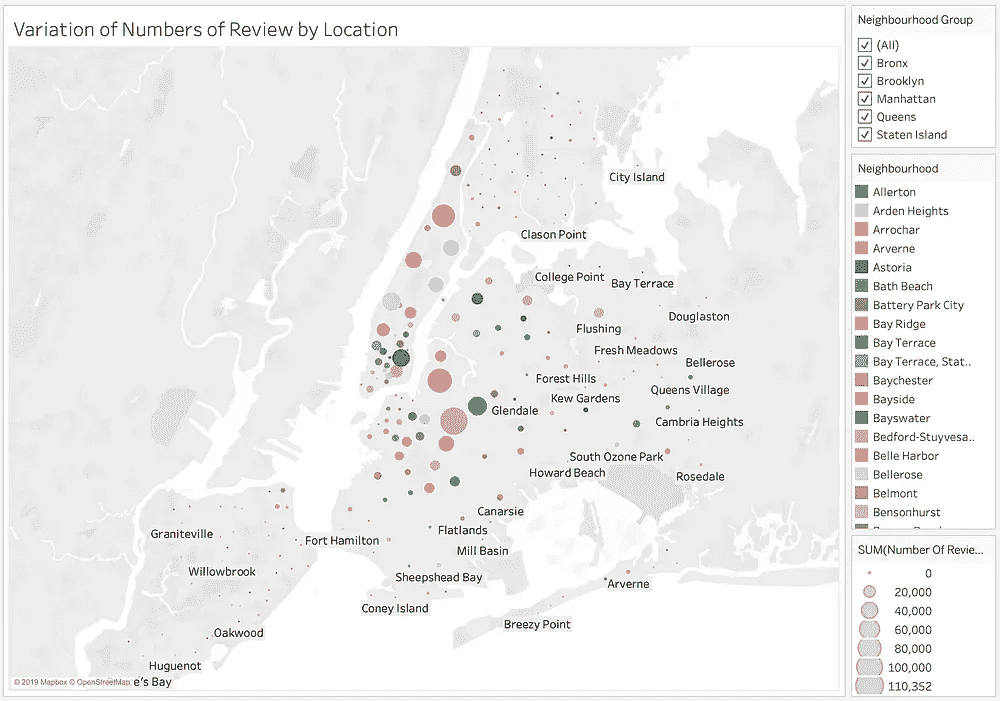 Variation of Numbers of Review by Location
City Island
Clason Point
College Point
Bay Terrace
Douglaston
Flushing
Fresh Meadows
Bellerose
Forest Hills
Queens Village
Kew Gardens
Glendale
Cambria Heights
South Ozone Park
Howard Beach
Rosedale
Canarsie
Graniteville
Flatlands
Fort Hamilton
Mill Basin
Willowbrook
Sheepshead Bay
Arverne
Coney Island
Breezy Point
Oakwood
Huguenot
© 2019 Mapbox © OpenStreetMap
e's Bay
Neighbourhood Group
(All)
Bronx
Brooklyn
Manhattan
Queens
Staten Island
Neighbourhood
Allerton
Arden Heights
Arrochar
Arverne
Astoria
Bath Beach
Battery Park City
Bay Ridge
Bay Terrace
Bay Terrace, Stat..
Baychester
Bayside
Bayswater
Bedford-Stuyvesa..
Belle Harbor
Bellerose
Belmont
Bensonhurst
SUM(Number Of Revie...
0
20,000
40,000
60,000
80,000
100,000
110,352